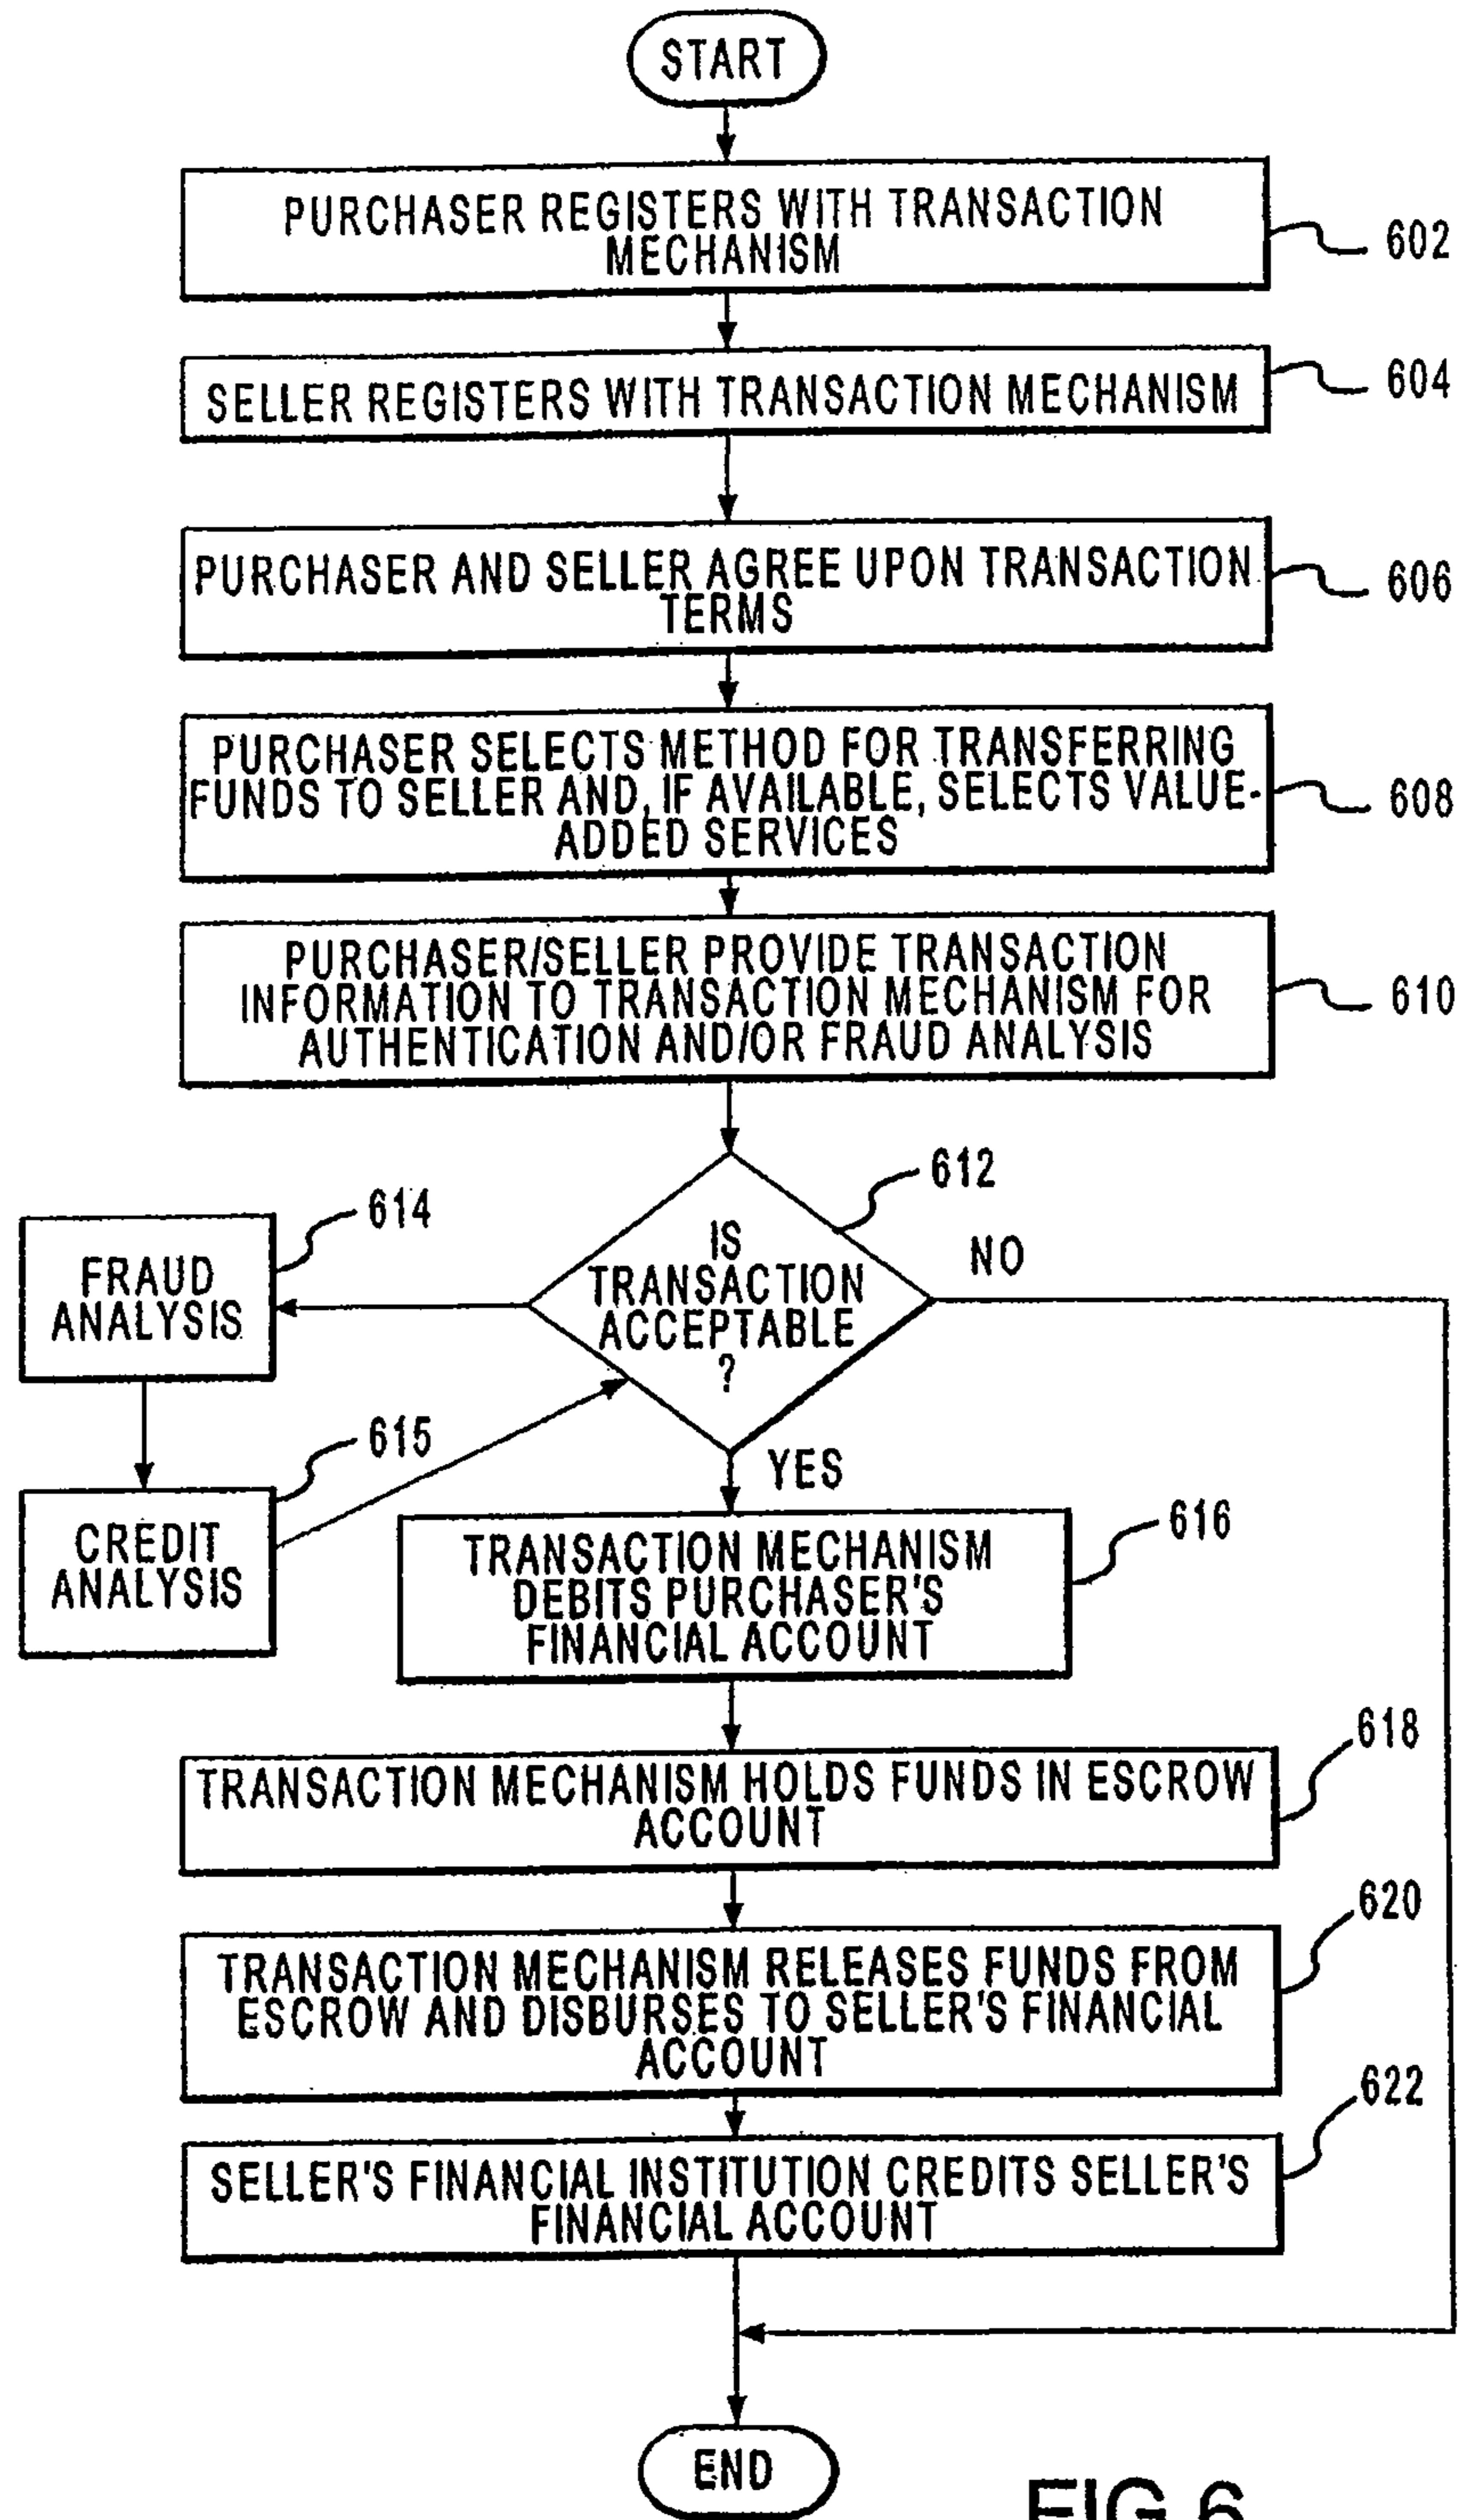 START
PURCHASER REGISTERS WITH TRANSACTION
MECHANISM
602
SELLER REGISTERS WITH TRANSACTION MECHANISM
604
PURCHASER AND SELLER AGREE UPON TRANSACTION
TERMS
606
PURCHASER SELECTS METHOD FOR TRANSFERRING
FUNDS TO SELLER AND, IF AVAILABLE, SELECTS VALUE-
ADDED SERVICES
608
PURCHASER/SELLER PROVIDE TRANSACTION
INFORMATION TO TRANSACTION MECHANISM FOR
AUTHENTICATION AND/OR FRAUD ANALYSIS
610
612
IS
TRANSACTION
ACCEPTABLE
?
NO
614
FRAUD
ANALYSIS
615
CREDIT
ANALYSIS
YES
TRANSACTION MECHANISM
DEBITS PURCHASER'S
FINANCIAL ACCOUNT
616
TRANSACTION MECHANISM HOLDS FUNDS IN ESCROW
ACCOUNT
618
TRANSACTION MECHANISM RELEASES FUNDS FROM
ESCROW AND DISBURSES TO SELLER'S FINANCIAL
ACCOUNT
620
SELLER'S FINANCIAL INSTITUTION CREDITS SELLER'S
FINANCIAL ACCOUNT
622
END
FIG.6